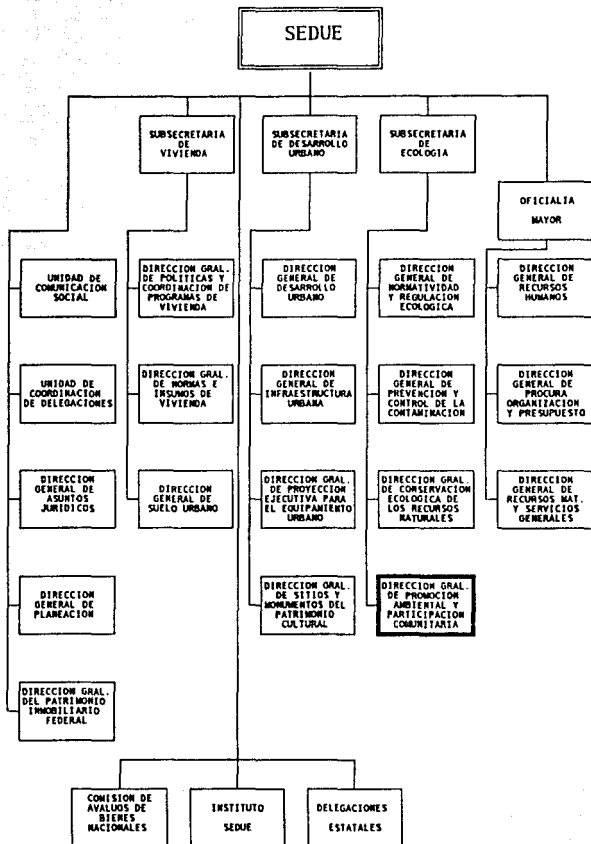 SEDUE
SUBSECRETARIA
DE
VIVIENDA
SUBSECRETARIA
DE DESARROLLO
URBANO
SUBSECRETARIA
DE
ECOLOGIA
OFICIALIA
MAYOR
UNIDAD DE
COMUNICACION
SOCIAL
DIRECCION GRAL.
DE POLITICAS Y
COORDINACION DE
PROGRAMAS DE
VIVIENDA
DIRECCION
GENERAL DE
DESARROLLO
URBANO
DIRECCION
GENERAL DE
NORMATIVIDAD
Y REGULACION
ECOLOGICA
DIRECCION
GENERAL DE
RECURSOS
HUMANOS
UNIDAD DE
COORDINACION
DE DELEGACIONES
DIRECCION GRAL.
DE NORMAS E
INSUMOS DE
VIVIENDA
DIRECCION
GENERAL DE
INFRAESTRUCTURA
URBANA
DIRECCION
GENERAL DE
PREVENCION Y
CONTROL DE LA
CONTAMINACION
DIRECCION
GENERAL DE
PROCURA
ORGANIZACION
Y PRESUPUESTO
DIRECCION
GENERAL DE
ASUNTOS
JURIDICOS
DIRECCION
GENERAL DE
SUELO URBANO
DIRECCION GRAL.
DE PROYECCION
EJECUTIVA PARA
EL EQUIPAMIENTO
URBANO
DIRECCION GRAL.
DE CONSERVACION
ECOLOGICA DE
LOS RECURSOS
NATURALES
DIRECCION
GENERAL DE
RECURSOS MAT.
Y SERVICIOS
GENERALES
DIRECCION
GENERAL DE
PLANEACION
DIRECCION GRAL.
DE SITIOS Y
MONUMENTOS DEL
PATRIMONIO
CULTURAL
DIRECCION GRAL.
DE PROMOCION
AMBIENTAL Y
PARTICIPACION
COMUNITARIA
DIRECCION GRAL.
DEL PATRIMONIO
INMOBILIARIO
FEDERAL
COMISION DE
AVALUOS DE
BIENES
NACIONALES
INSTITUTO
SEDUE
DELEGACIONES
ESTATALES